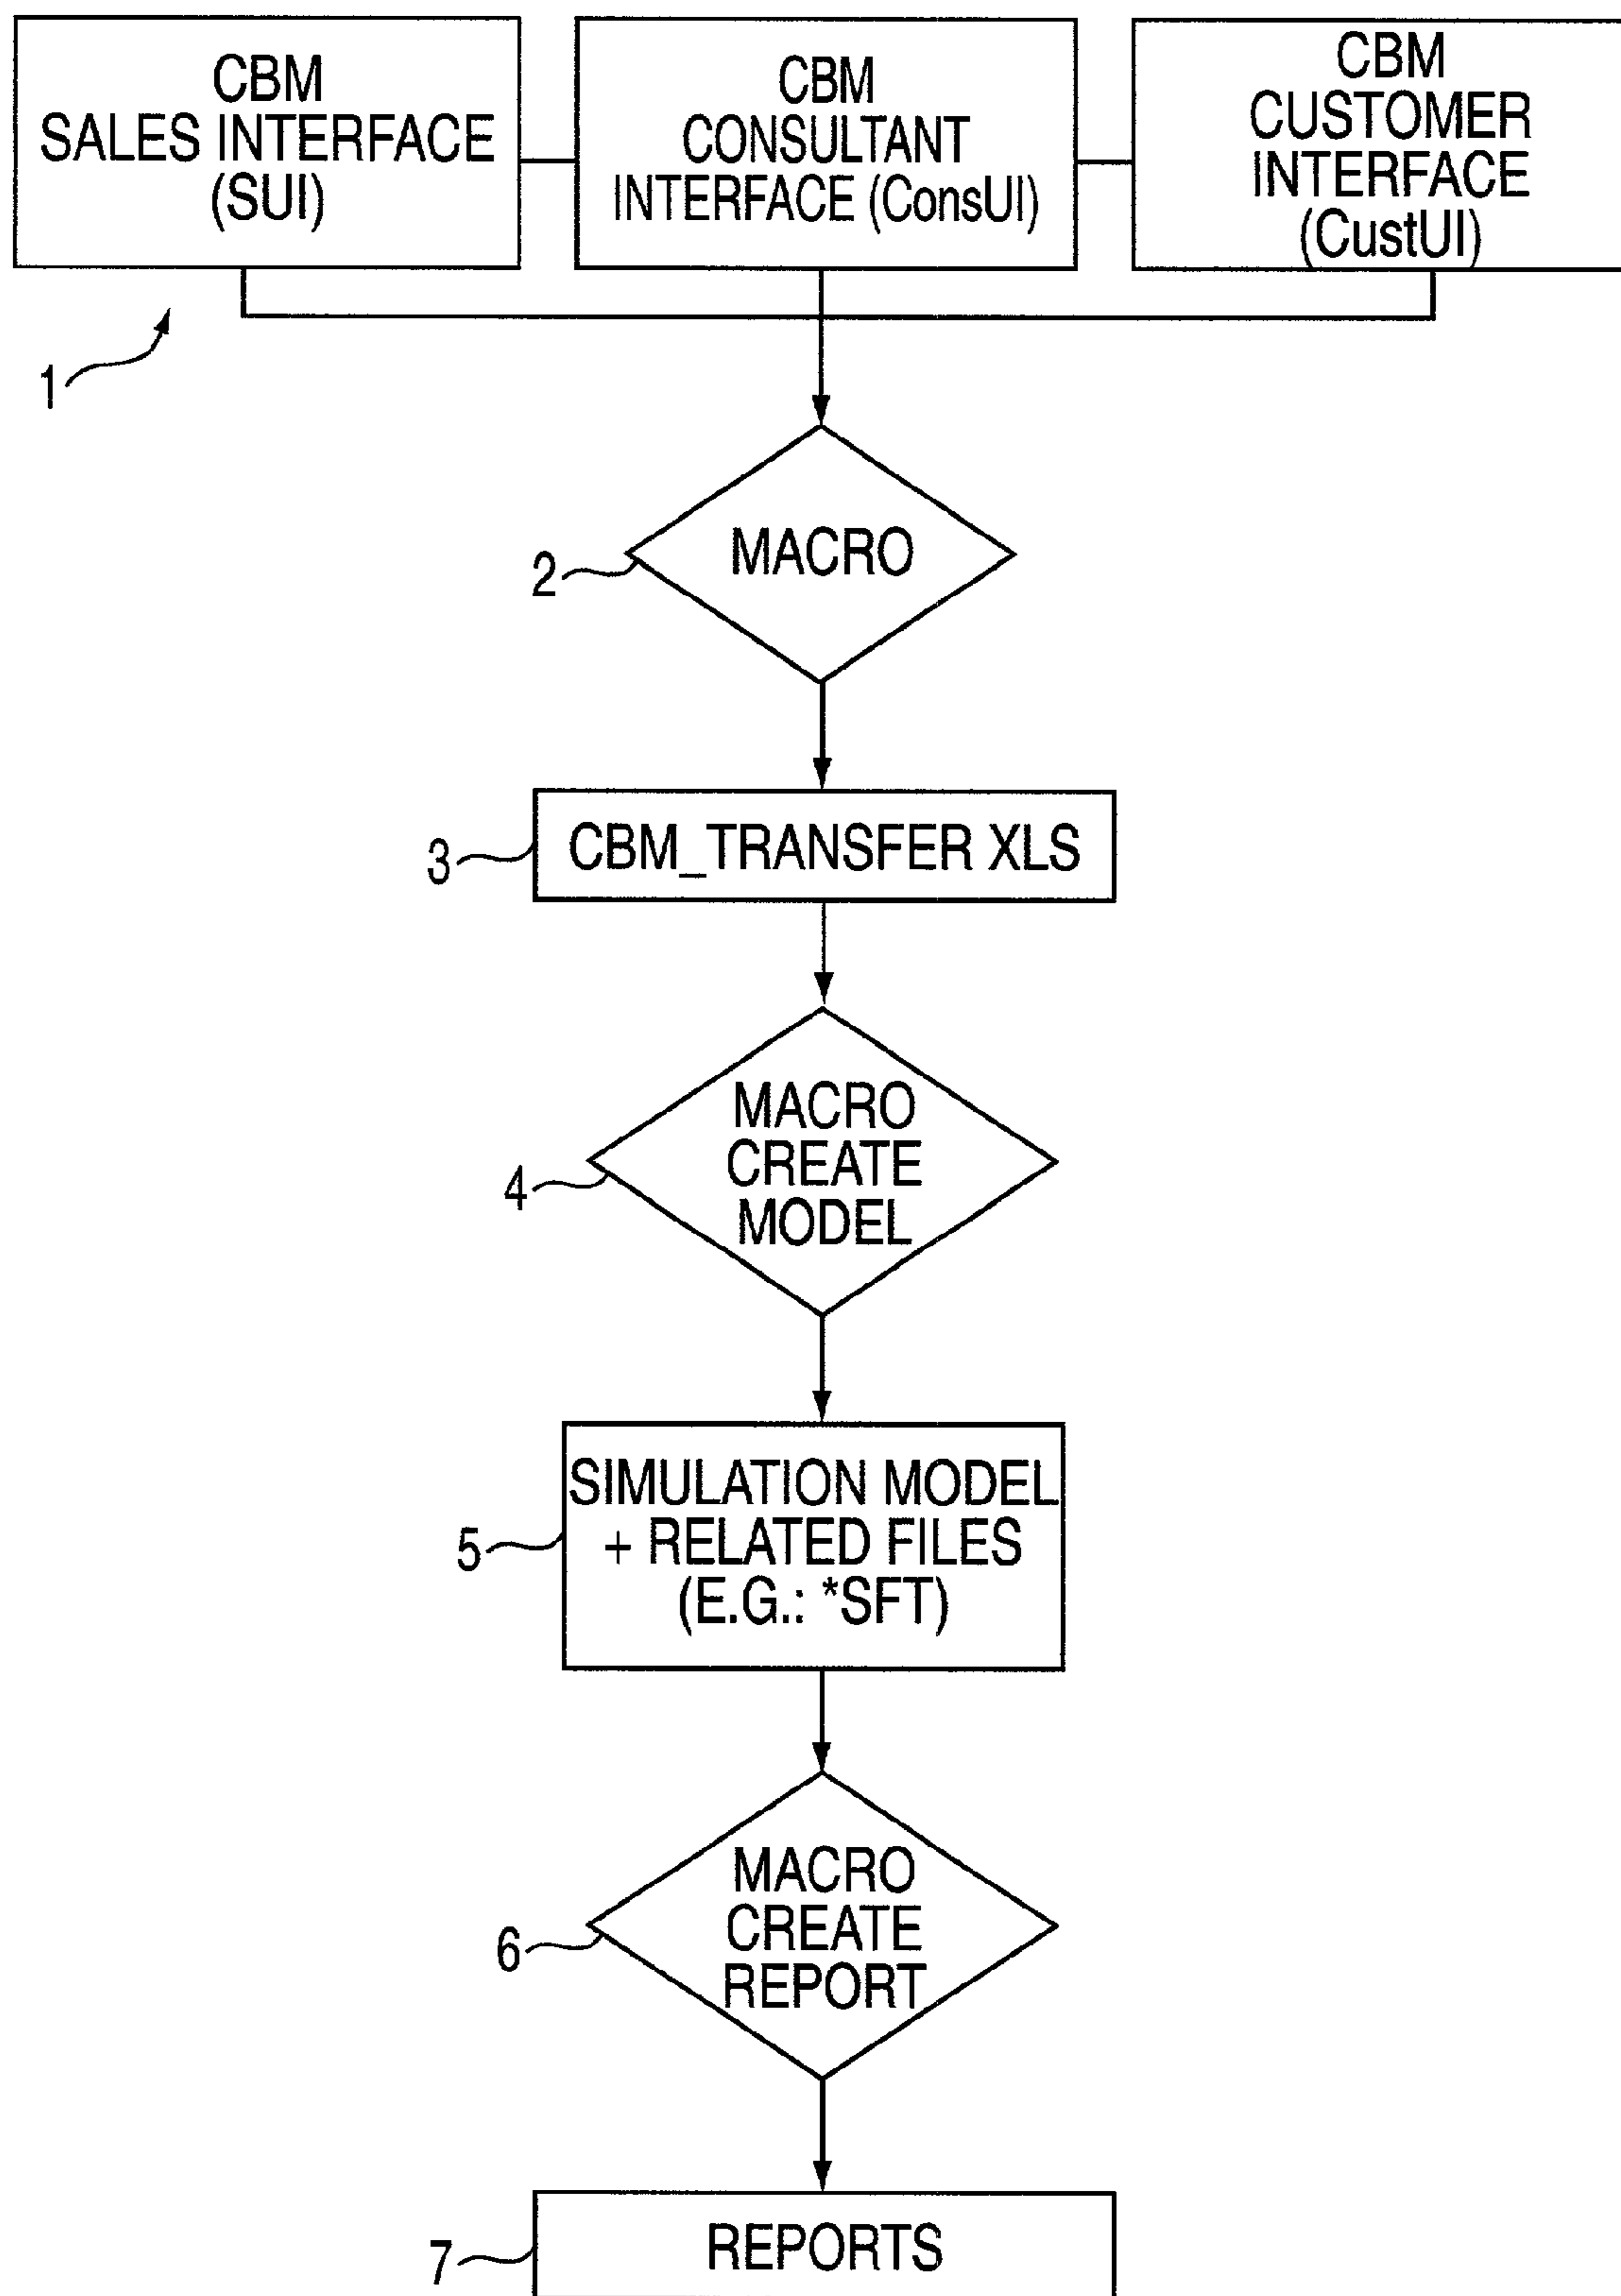 CBM
SALES INTERFACE
(SUI)
CBM
CONSULTANT
INTERFACE (ConsUI)
CBM
CUSTOMER
INTERFACE
(CustUI)
1
MACRO
2
CBM_TRANSFER XLS
3
MACRO
CREATE
MODEL
4
SIMULATION MODEL
+ RELATED FILES
(E.G.: *SFT)
5
MACRO
CREATE
REPORT
6
REPORTS
7